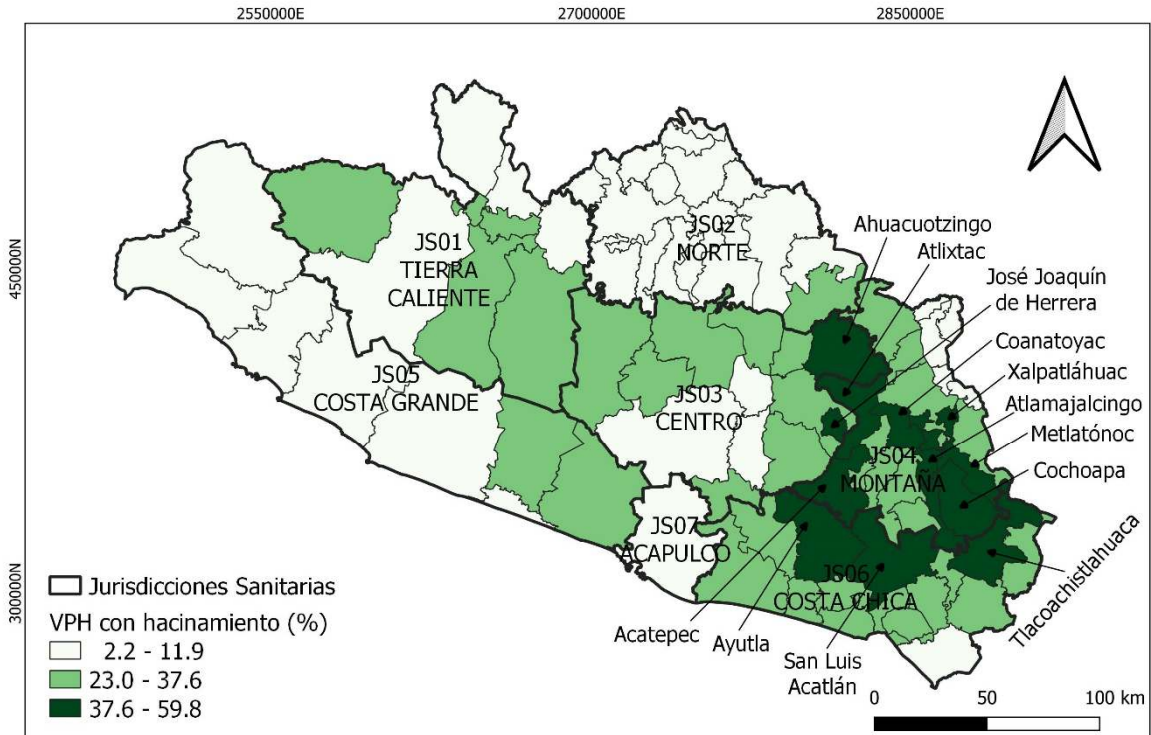 2550000E
2700000E
2850000E
450000N
300000N
JS01
TIERRA
CALIENTE
JS02
NORTE
Ahuacuotzingo
Atlixtac
José Joaquín
de Herrera
Coanatoyac
Xalpatláhuac
Atlamajalcingo
Metlatónoc
Cochoapa
JS05
COSTA GRANDE
JS03
CENTRO
JS04
MONTAÑA
JS07
ACAPULCO
JS06
COSTA CHICA
Tlacoachistlahuaca
Acatepec
Ayutla
San Luis
Acatlán
Jurisdicciones Sanitarias
VPH con hacinamiento (%)
2.2 - 11.9
23.0 - 37.6
37.6 - 59.8
0 50 100 km